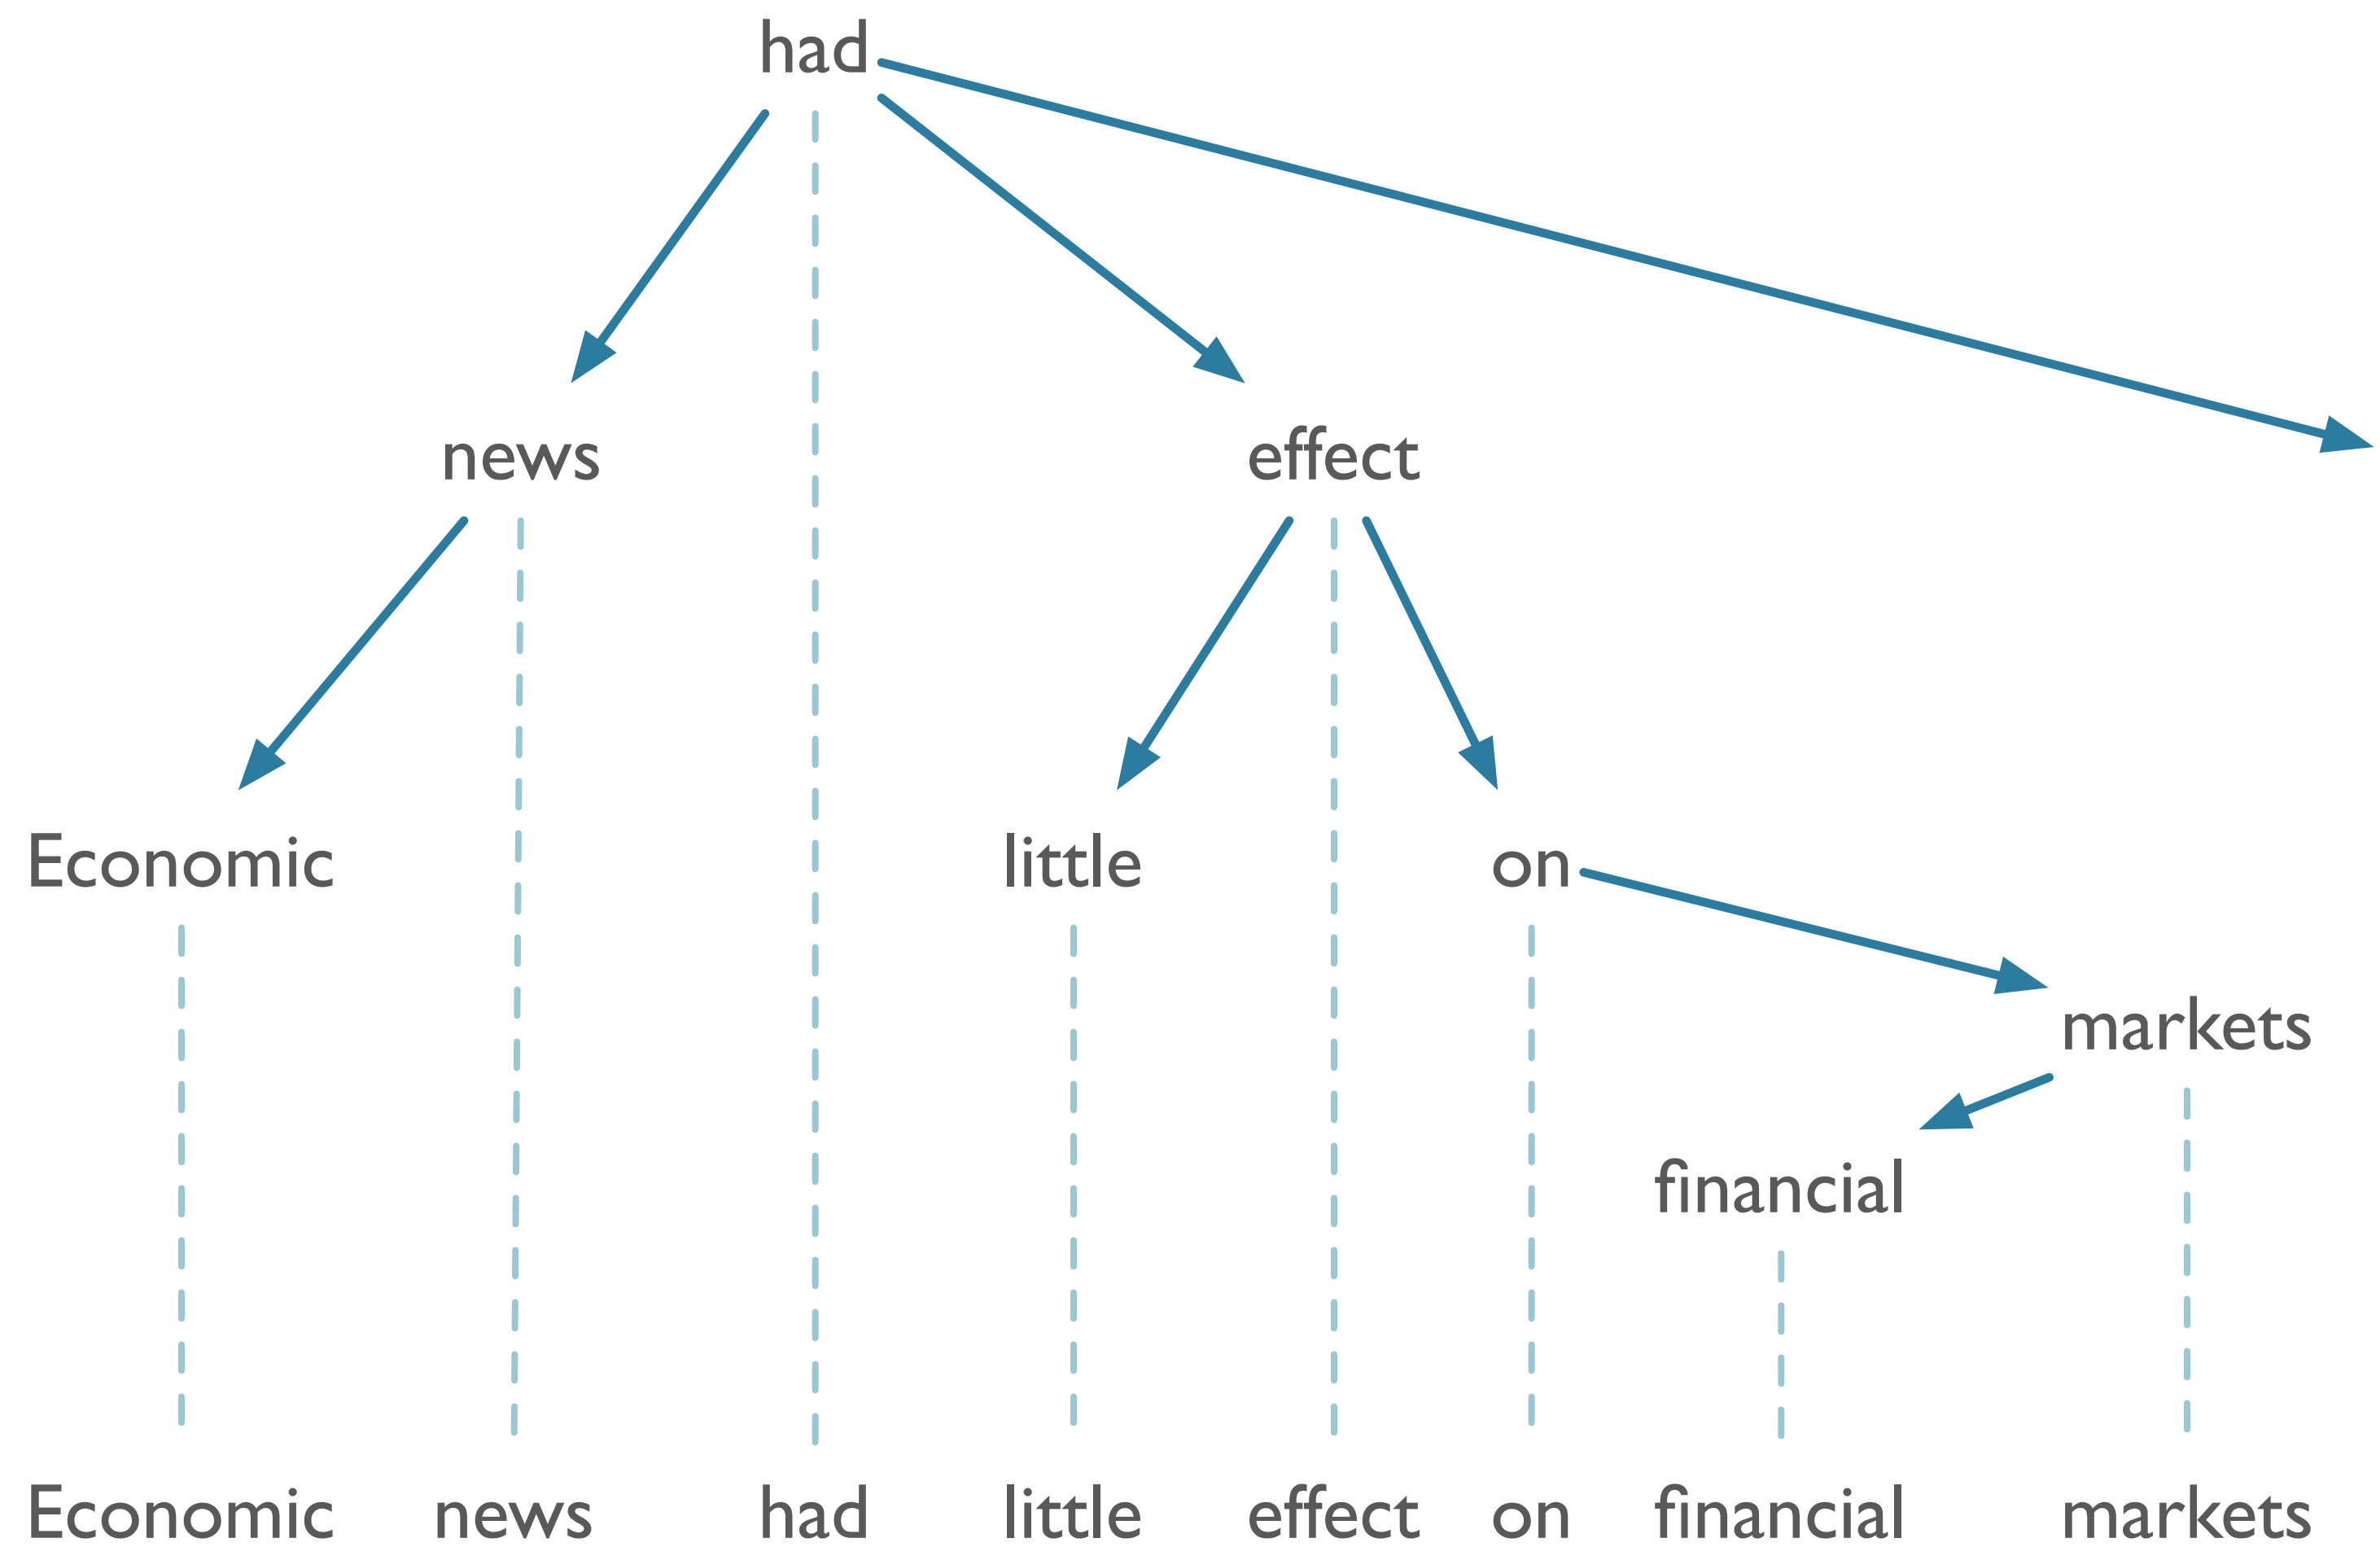 had
news effect
Economic little on
markets
financial
Economic news had little effect on financial markets